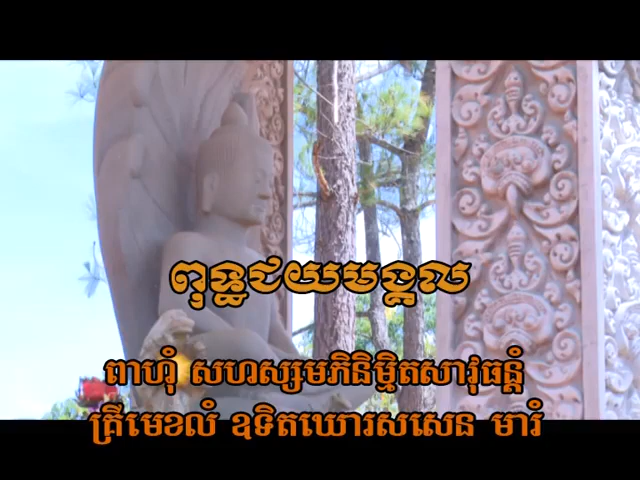 ពុទ្ធជយមង្គល
ពាហុំ សហស្សមភិនិម្មិតសាវុធន្តំ
គ្រីមេខលំ ឧទិតឃោរសសេន មារំ